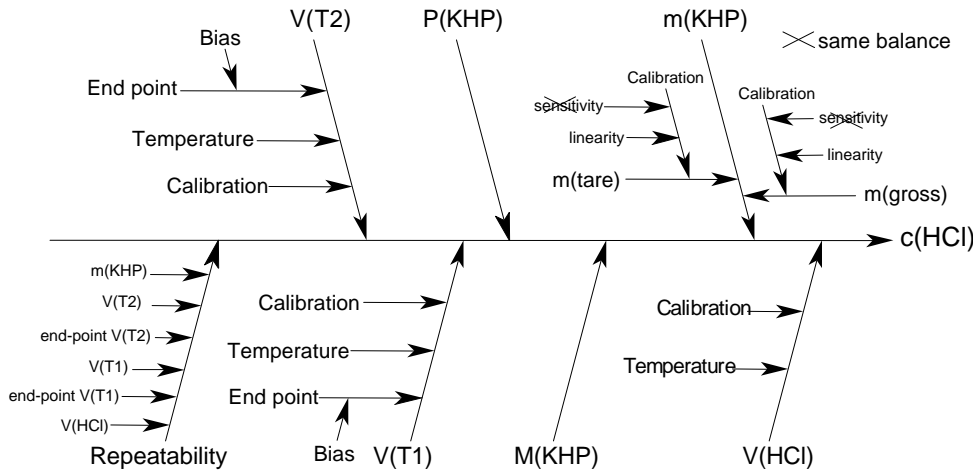 V(T2)
P(KHP)
m(KHP)
same balance
Bias
End point
Temperature
Calibration
Calibration
sensitivity
linearity
m(tare)
Calibration
sensitivity
linearity
m(gross)
c(HCl)
m(KHP)
V(T2)
end-point V(T2)
V(T1)
end-point V(T1)
V(HCl)
Repeatability
Calibration
Temperature
End point
Bias
V(T1)
M(KHP)
Calibration
Temperature
V(HCl)